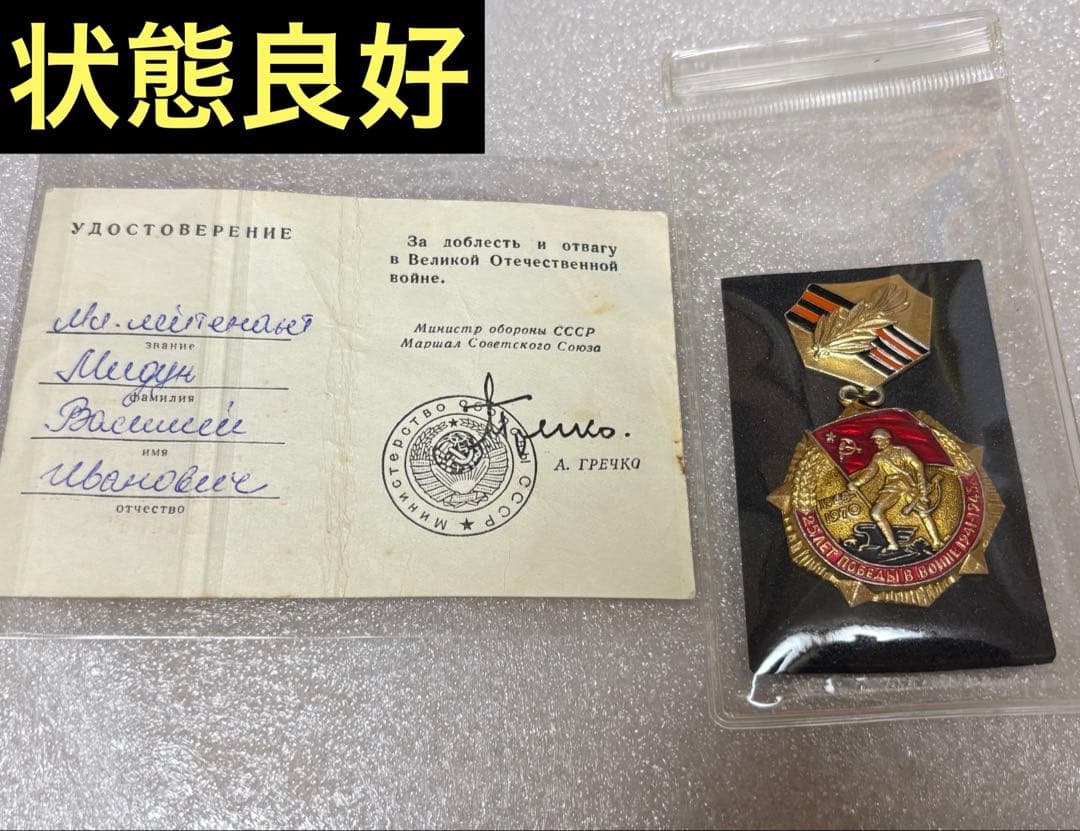 状態良好
УДОСТОВЕРЕНИЕ
Мл. лейтенант
звание
Мидун
фамилия
Василий
имя
Иванович
отчество
За доблесть и отвагу
в Великой Отечественной
войне.
Министр обороны СССР
Маршал Советского Союза
А. ГРЕЧКО
Министерство обороны СССР
1945
1970
25 ЛЕТ ПОБЕДЫ В ВОЙНЕ 1941-1945